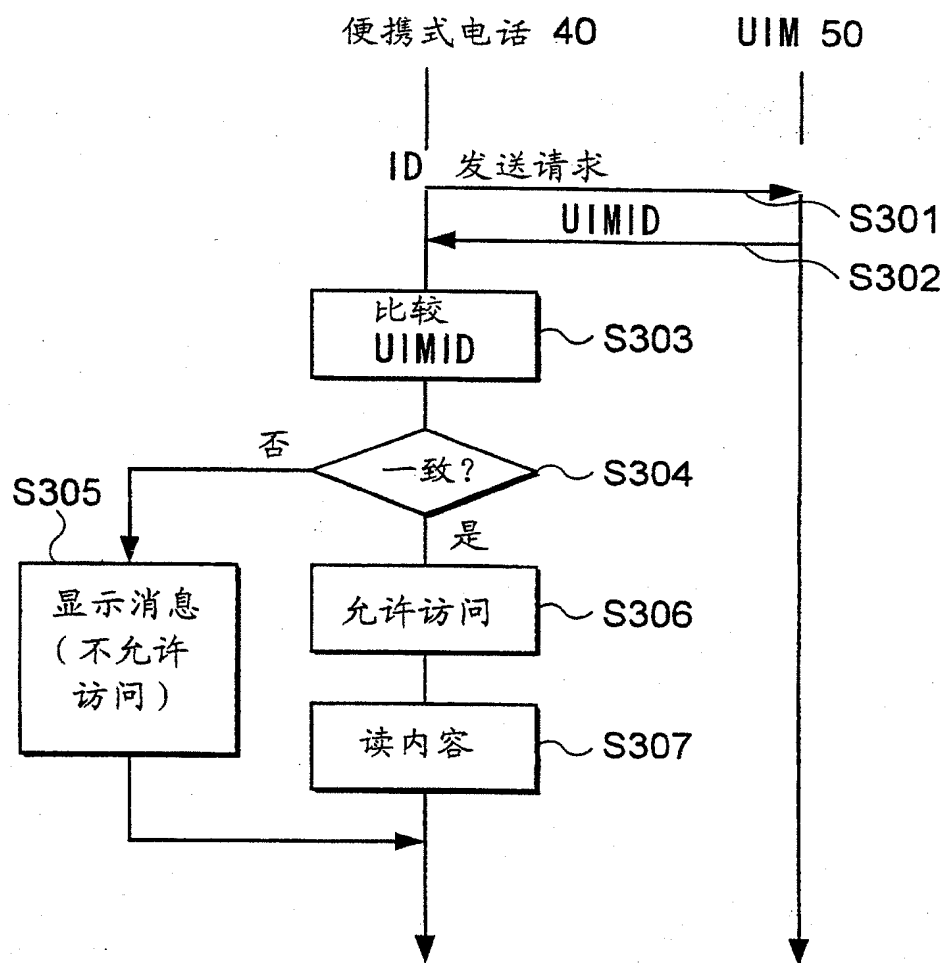 便携式电话 40
UIM 50
ID 发送请求
S301
UIMID
S302
比较
UIMID
S303
否
一致?
S304
S305
是
显示消息
(不允许
访问)
允许访问
S306
读内容
S307